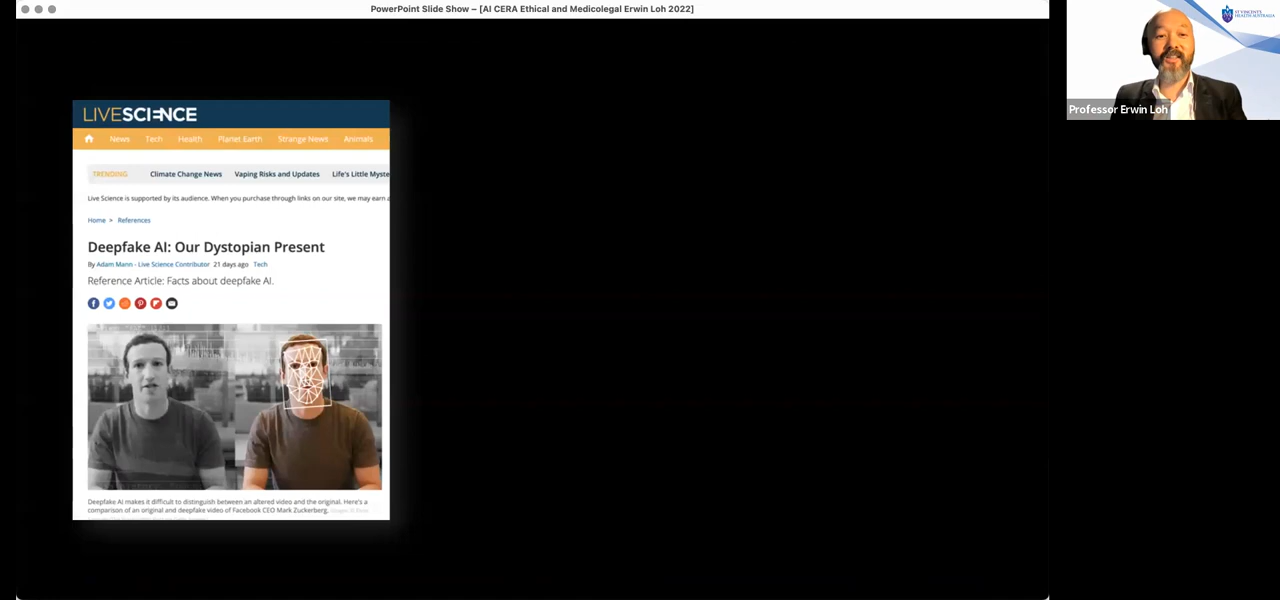 PowerPoint Slide Show – [AI CERA Ethical and Medicolegal Erwin Loh 2022]
ST VINCENT'S
HEALTH AUSTRALIA
Professor Erwin Loh
LIVESCIENCE
News Tech Health Planet Earth Strange News Animals
TRENDING Climate Change News Vaping Risks and Updates Life's Little Myste
Live Science is supported by its audience. When you purchase through links on our site, we may earn a
Home > References
Deepfake AI: Our Dystopian Present
By Adam Mann - Live Science Contributor 21 days ago Tech
Reference Article: Facts about deepfake AI.
Deepfake AI makes it difficult to distinguish between an altered video and the original. Here's a
comparison of an original and deepfake video of Facebook CEO Mark Zuckerberg.